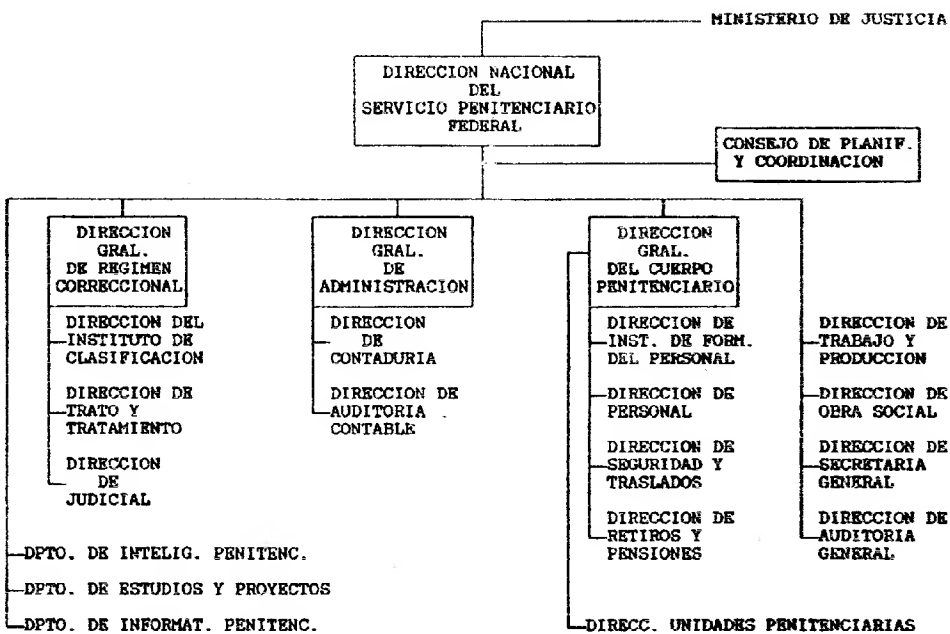 MINISTERIO DE JUSTICIA
DIRECCION NACIONAL
DEL
SERVICIO PENITENCIARIO
FEDERAL
CONSEJO DE PLANIF.
Y COORDINACION
DIRECCION
GRAL.
DE REGIMEN
CORRECCIONAL
DIRECCION DEL
INSTITUTO DE
CLASIFICACION
DIRECCION DE
TRATO Y
TRATAMIENTO
DIRECCION
DE
JUDICIAL
DIRECCION
GRAL.
DE
ADMINISTRACION
DIRECCION
DE
CONTADURIA
DIRECCION DE
AUDITORIA
CONTABLE
DIRECCION
GRAL.
DEL CUERPO
PENITENCIARIO
DIRECCION DE
INST. DE FORM.
DEL PERSONAL
DIRECCION DE
PERSONAL
DIRECCION DE
SEGURIDAD Y
TRASLADOS
DIRECCION DE
RETIROS Y
PENSIONES
DIRECCION DE
TRABAJO Y
PRODUCCION
DIRECCION DE
OBRA SOCIAL
DIRECCION DE
SECRETARIA
GENERAL
DIRECCION DE
AUDITORIA
GENERAL
DPTO. DE INTELIG. PENITENC.
DPTO. DE ESTUDIOS Y PROYECTOS
DPTO. DE INFORMAT. PENITENC.
DIRECC. UNIDADES PENITENCIARIAS